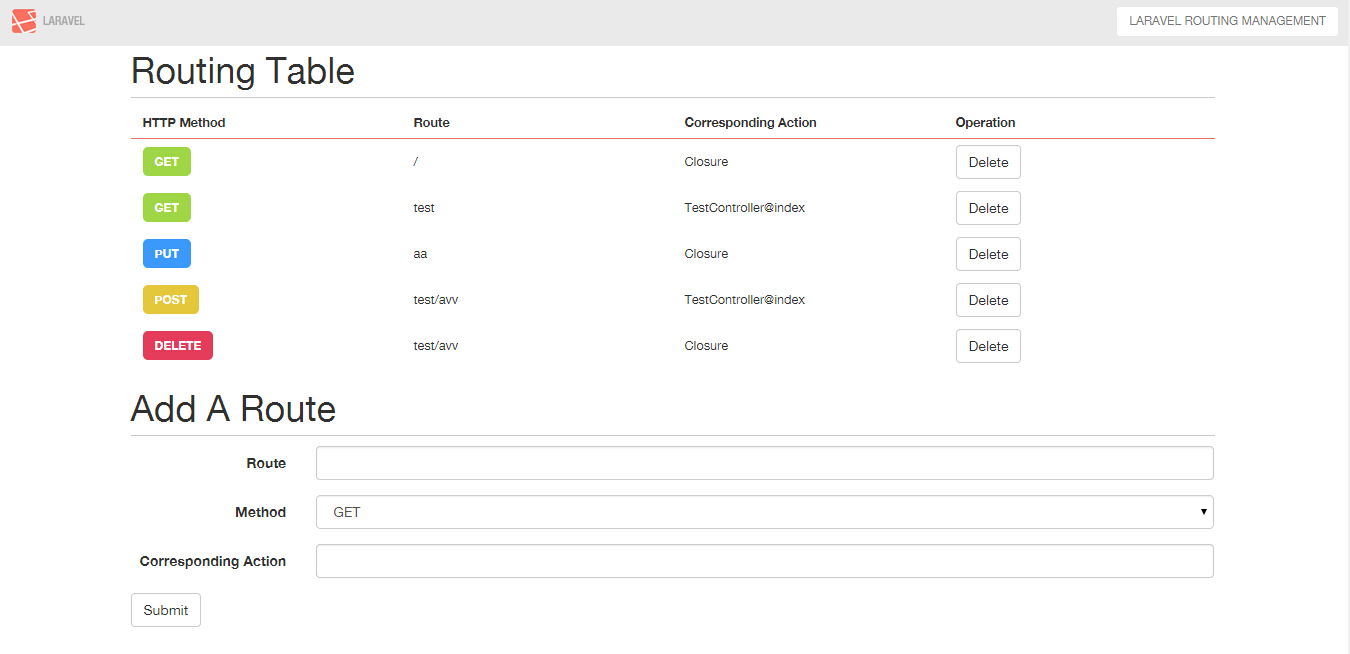 LARAVEL LARAVEL ROUTING MANAGEMENT
Routing Table
HTTP Method Route Corresponding Action Operation
GET / Closure Delete
GET test TestController@index Delete
PUT aa Closure Delete
POST test/avv TestController@index Delete
DELETE test/avv Closure Delete
Add A Route
Route
Method GET
Corresponding Action
Submit